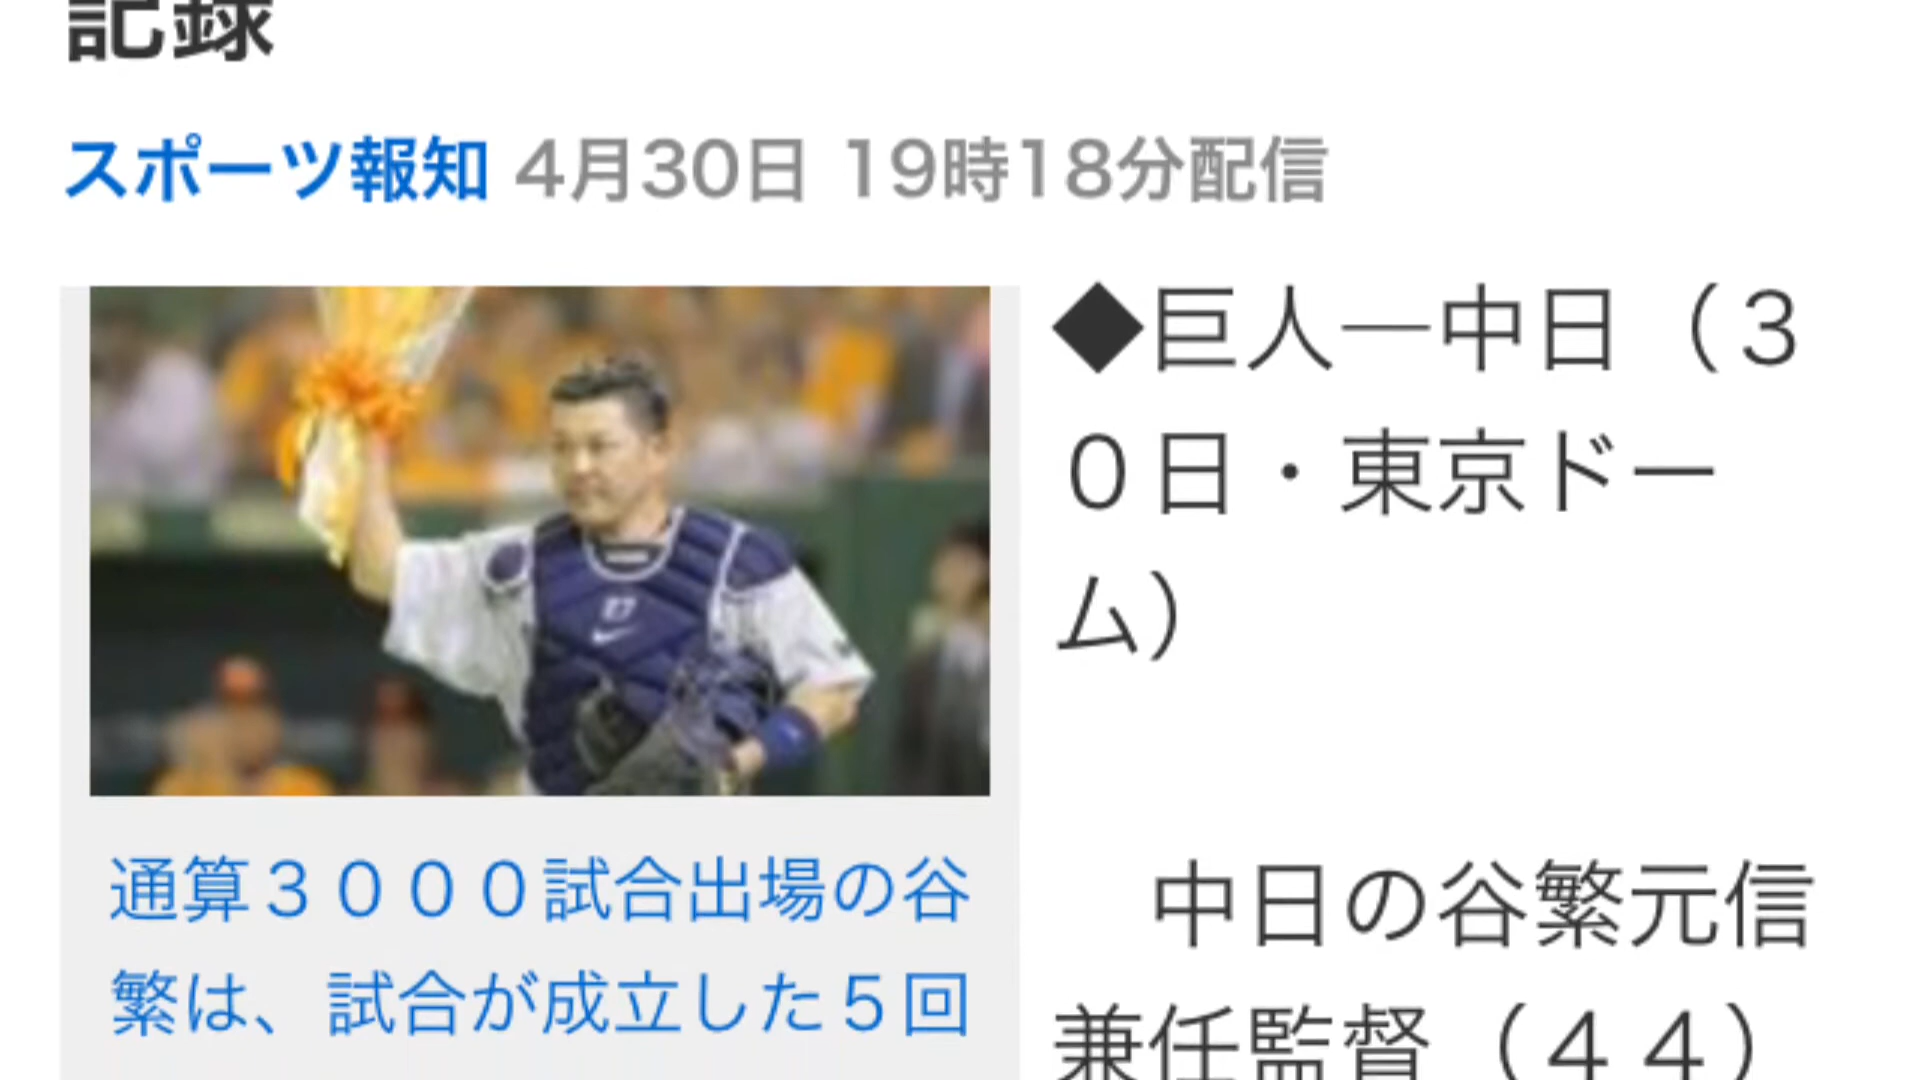 記録
スポーツ報知 4月30日 19時18分配信
◆巨人―中日（３
０日・東京ドー
ム）
中日の谷繁元信
兼任監督（４４）
通算３０００試合出場の谷
繁は、試合が成立した５回